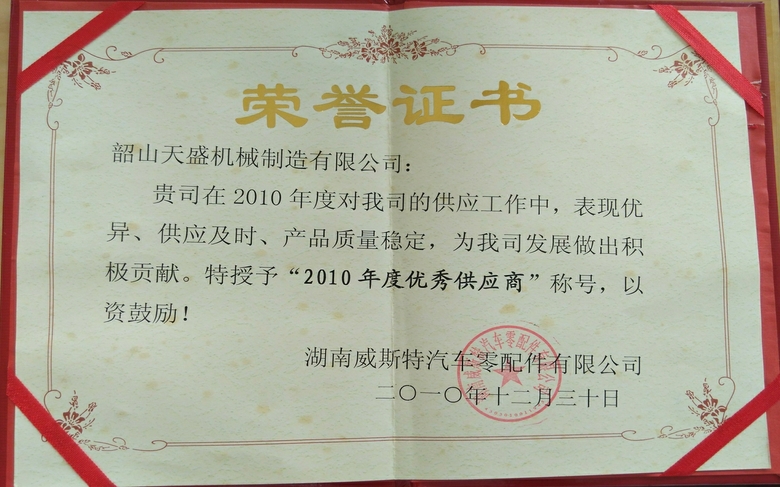 荣誉证书
韶山天盛机械制造有限公司：
贵司在2010年度对我司的供应工作中，表现优
异、供应及时、产品质量稳定，为我司发展做出积
极贡献。特授予“2010年度优秀供应商”称号，以
资鼓励！
湖南威斯特汽车零配件有限公司
二〇一〇年十二月三十日